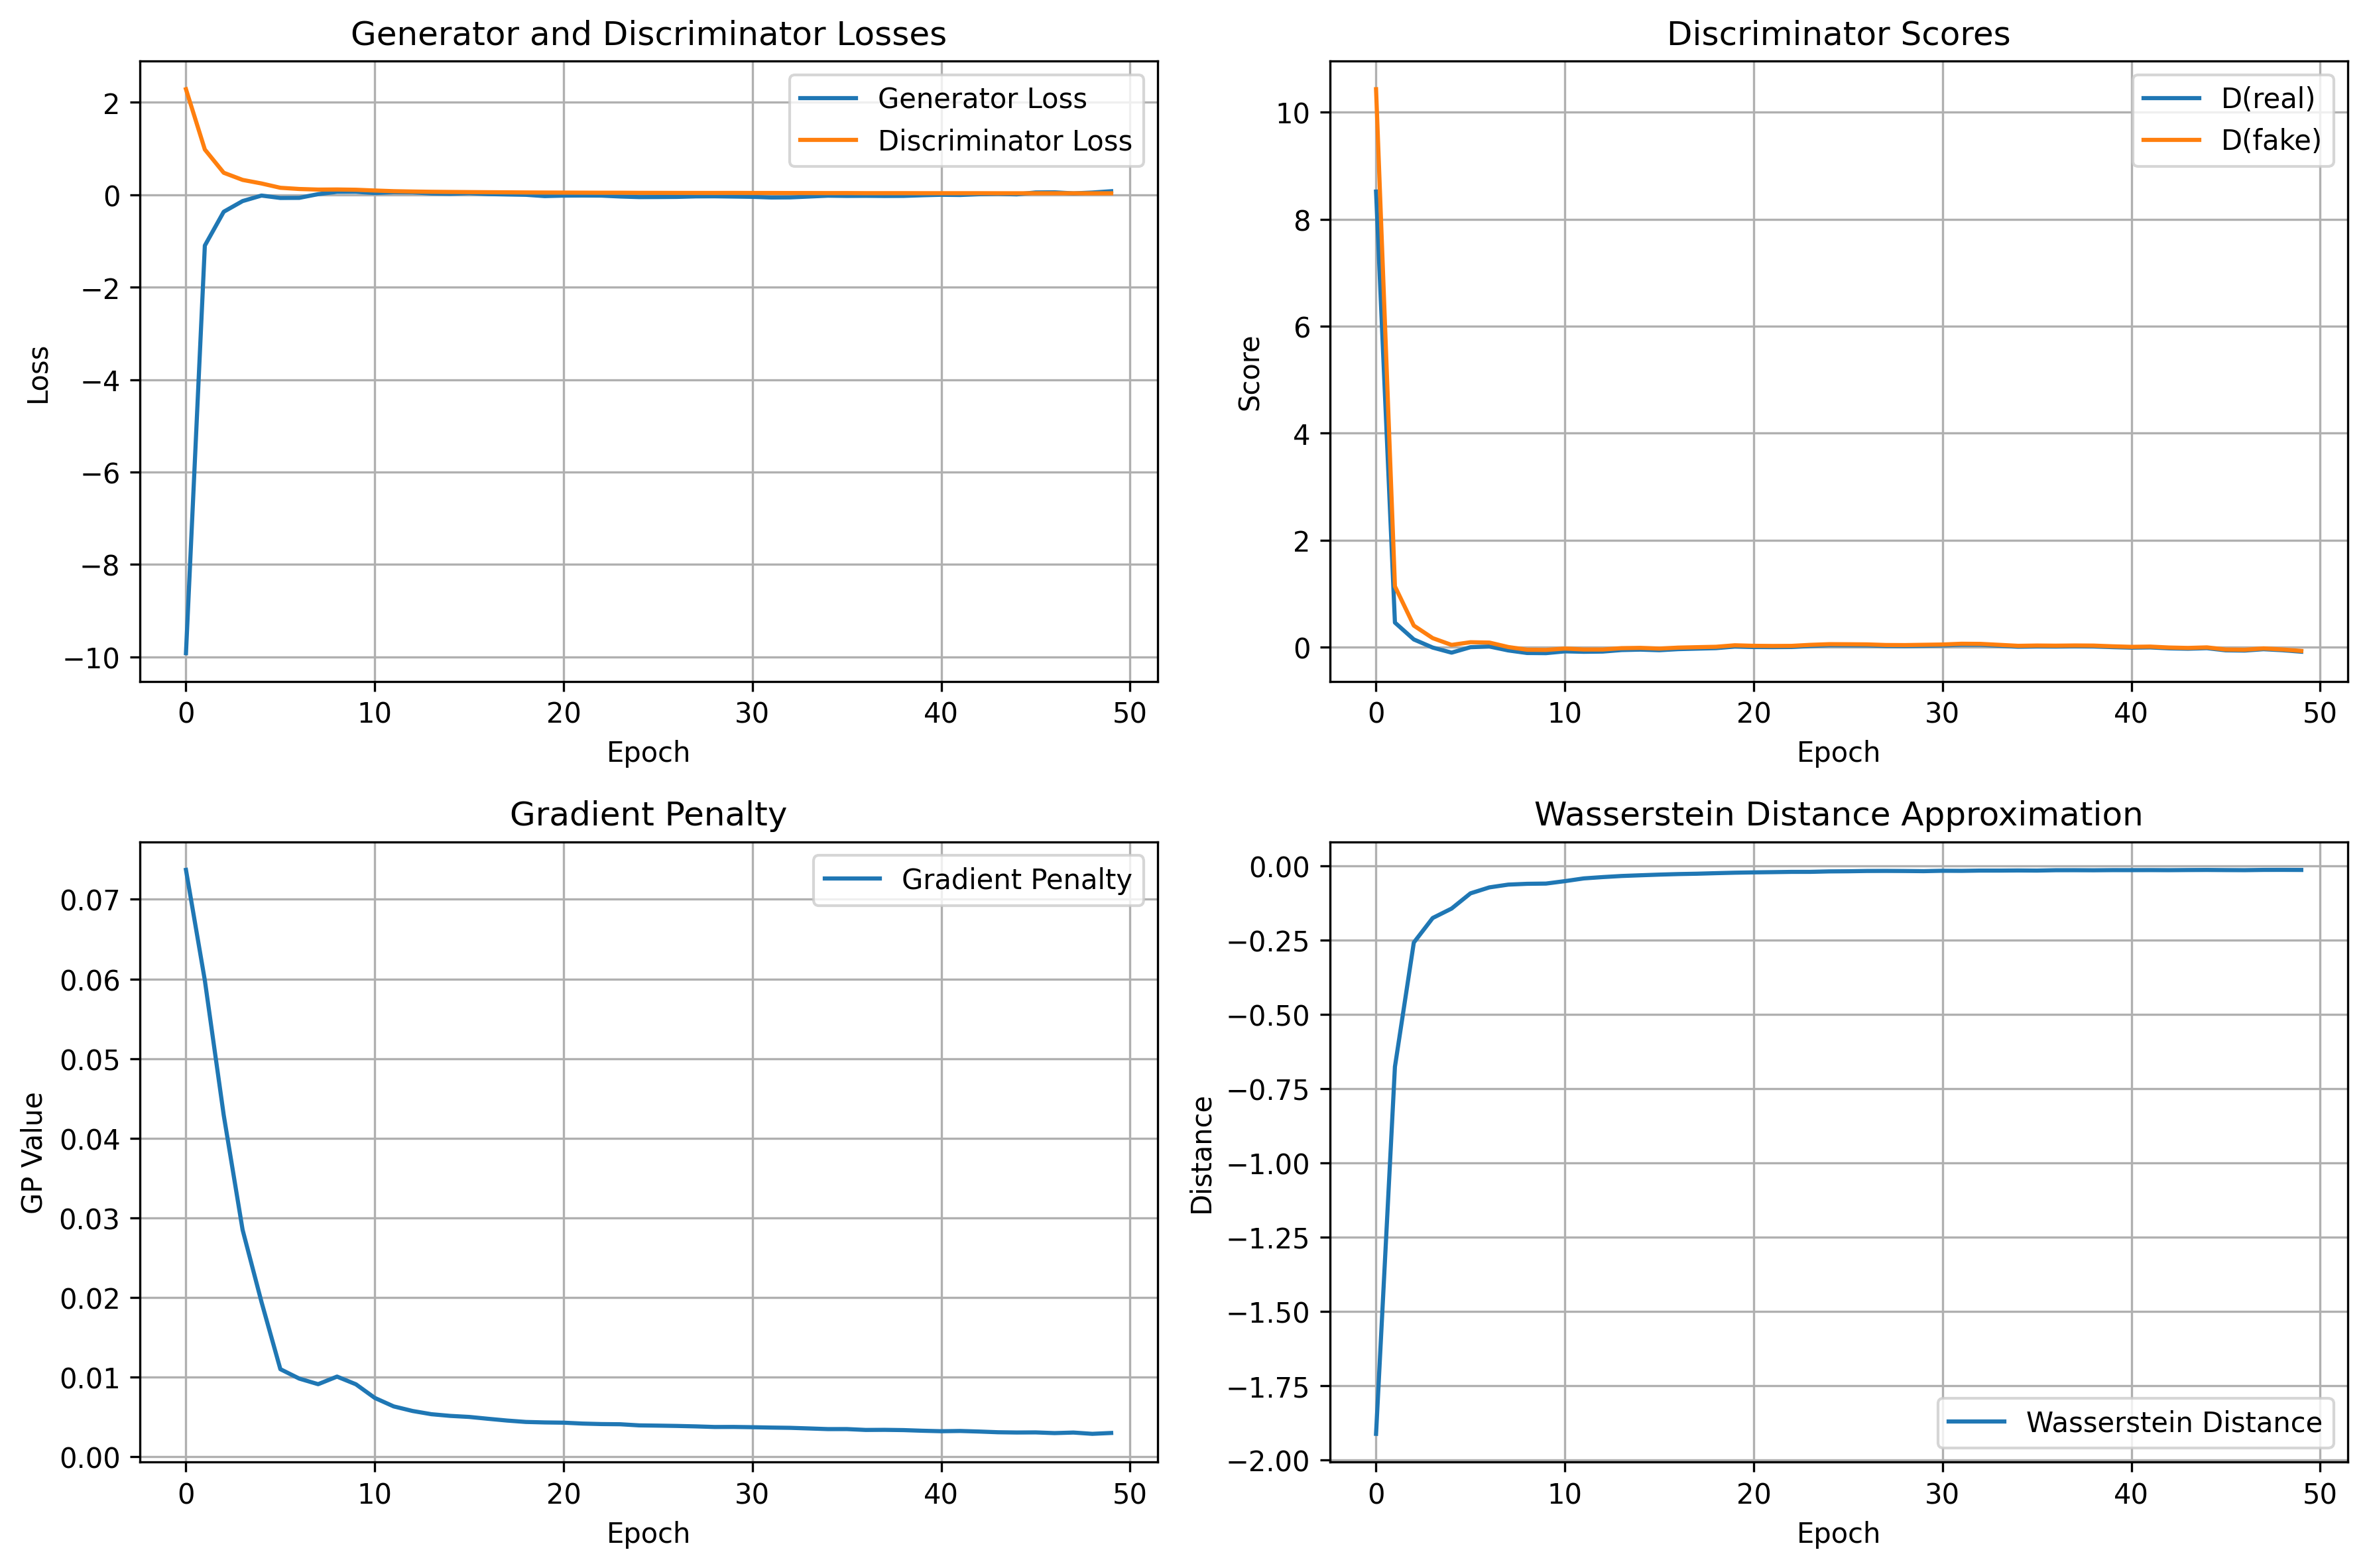 Generator and Discriminator Losses
Generator Loss
Discriminator Loss
Loss
2
0
−2
−4
−6
−8
−10
0 10 20 30 40 50
Epoch
Discriminator Scores
D(real)
D(fake)
Score
10
8
6
4
2
0
0 10 20 30 40 50
Epoch
Gradient Penalty
Gradient Penalty
GP Value
0.07
0.06
0.05
0.04
0.03
0.02
0.01
0.00
0 10 20 30 40 50
Epoch
Wasserstein Distance Approximation
Distance
0.00
−0.25
−0.50
−0.75
−1.00
−1.25
−1.50
−1.75
−2.00
Wasserstein Distance
0 10 20 30 40 50
Epoch